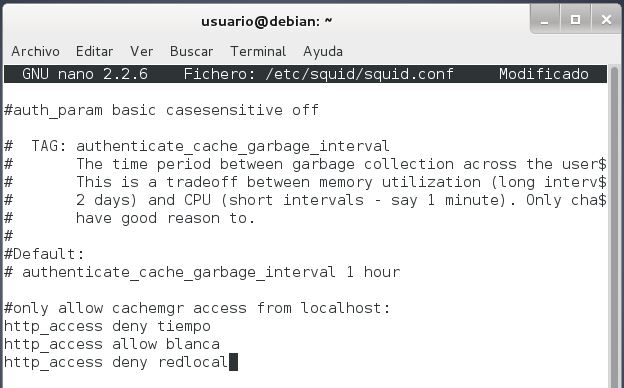 usuario@debian: ~
Archivo Editar Ver Buscar Terminal Ayuda
GNU nano 2.2.6 Fichero: /etc/squid/squid.conf Modificado
#auth_param basic casesensitive off
# TAG: authenticate_cache_garbage_interval
# The time period between garbage collection across the user$
# This is a tradeoff between memory utilization (long interv$
# 2 days) and CPU (short intervals - say 1 minute). Only cha$
# have good reason to.
#
#Default:
# authenticate_cache_garbage_interval 1 hour
#only allow cachemgr access from localhost:
http_access deny tiempo
http_access allow blanca
http_access deny redlocal